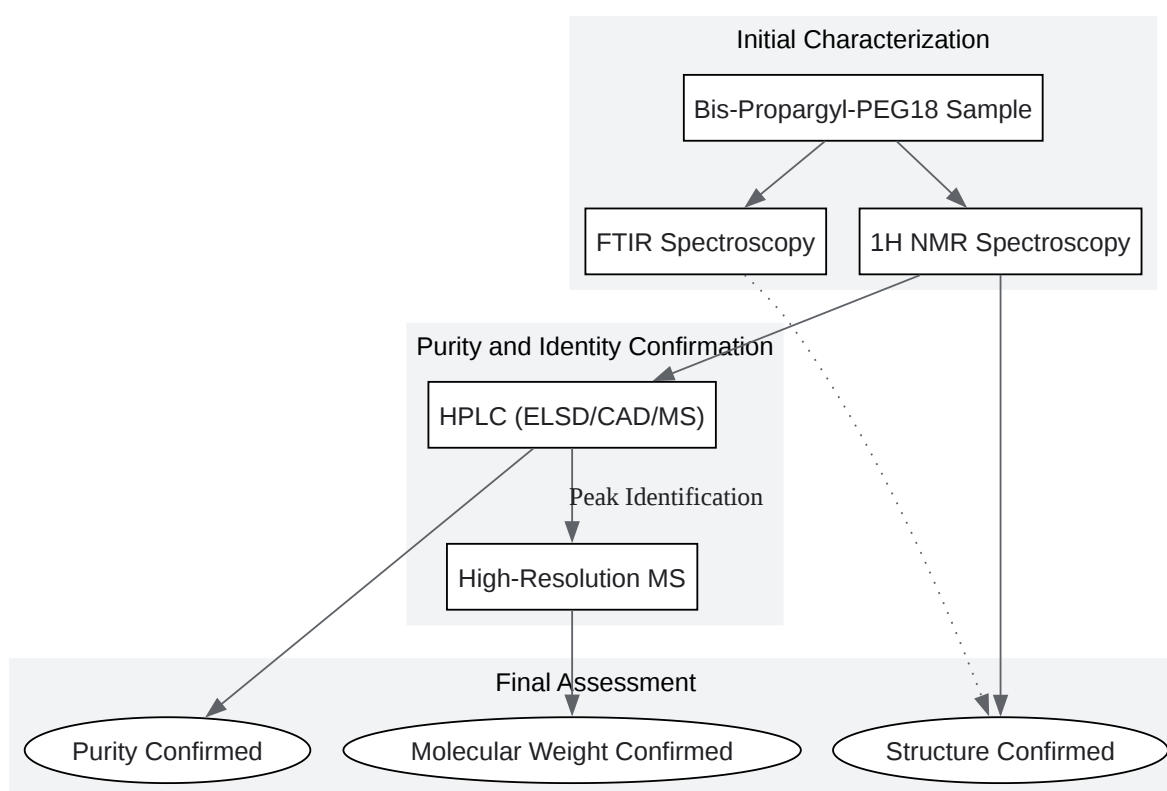 Initial Characterization
Bis-Propargyl-PEG18 Sample
FTIR Spectroscopy
1H NMR Spectroscopy
Purity and Identity Confirmation
HPLC (ELSD/CAD/MS)
Peak Identification
High-Resolution MS
Final Assessment
Purity Confirmed
Molecular Weight Confirmed
Structure Confirmed